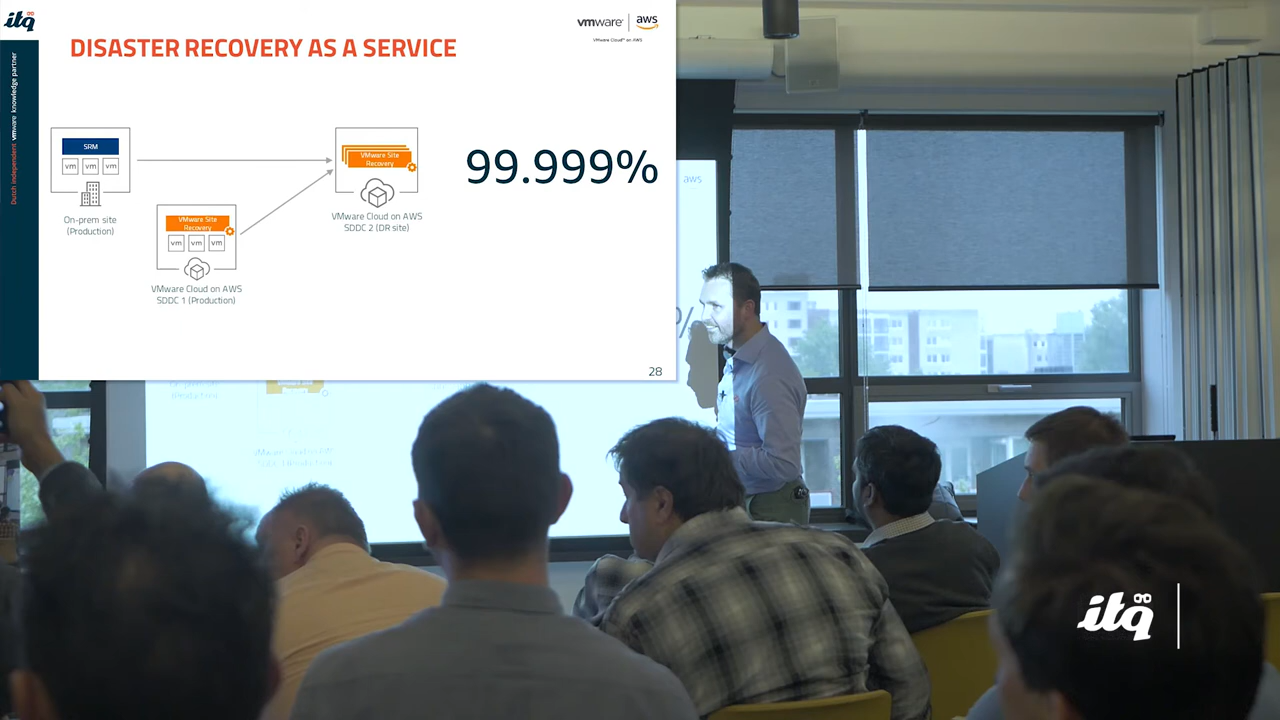 itq
Dutch independent vmware knowledge partner
DISASTER RECOVERY AS A SERVICE
vmware | aws
VMware Cloud™ on AWS
SRM
vm vm vm
On-prem site
(Production)
VMware Site
Recovery
vm vm vm
VMware Cloud on AWS
SDDC 1 (Production)
VMware Site
Recovery
VMware Cloud on AWS
SDDC 2 (DR site)
99.999%
28
aws
%
(Production)
itq